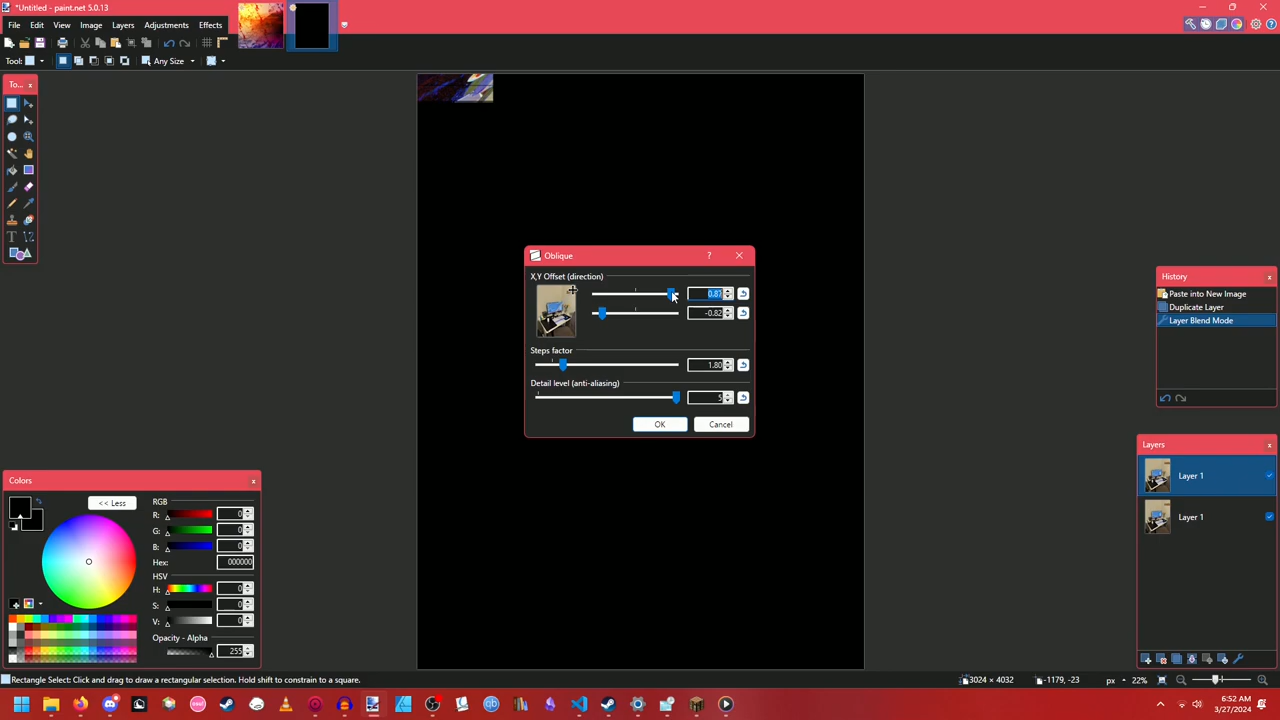 *Untitled - paint.net 5.0.13
File Edit View Image Layers Adjustments Effects
Tool: Any Size
To... x
Oblique
X,Y Offset (direction)
0.87
-0.82
Steps factor
1.80
Detail level (anti-aliasing)
5
OK Cancel
History
Paste into New Image
Duplicate Layer
Layer Blend Mode
Layers
Layer 1
Layer 1
Colors
<< Less
RGB
R: 0
G: 0
B: 0
Hex: 000000
HSV
H: 0
S: 0
V: 0
Opacity - Alpha
255
Rectangle Select: Click and drag to draw a rectangular selection. Hold shift to constrain to a square.
3024 × 4032 -1179, -23 px 22%
6:52 AM
3/27/2024